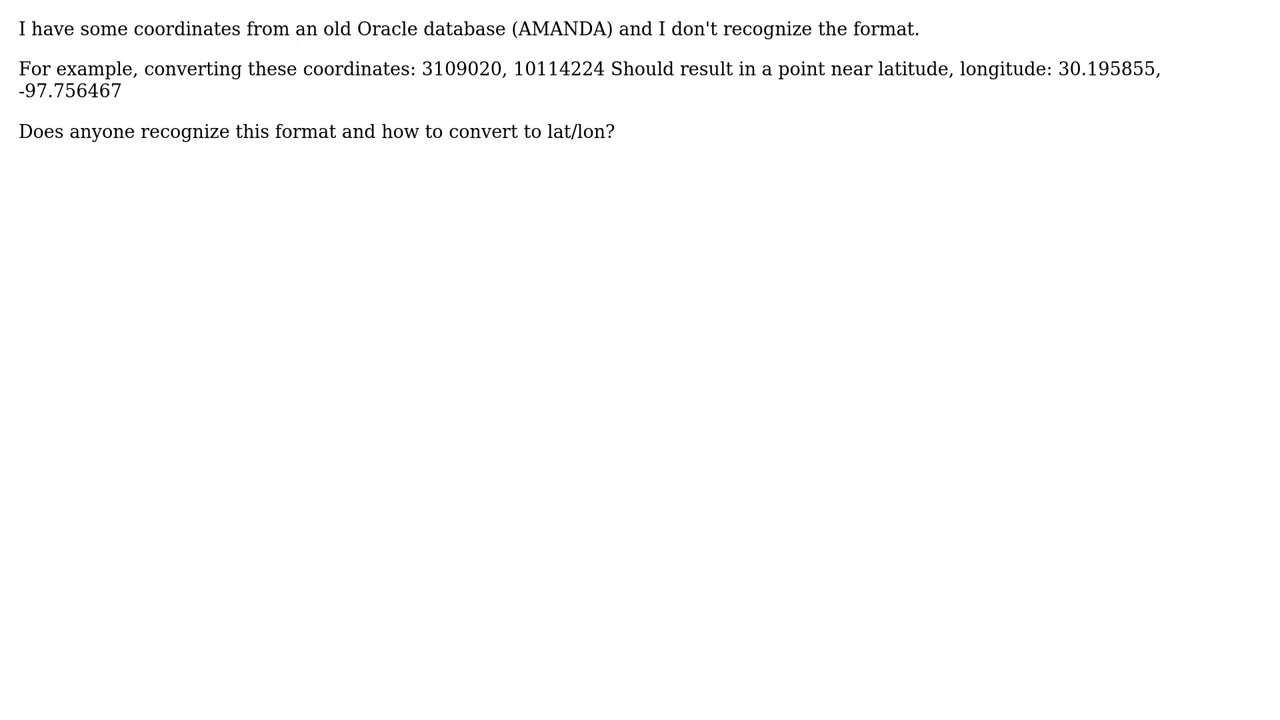 I have some coordinates from an old Oracle database (AMANDA) and I don't recognize the format.
For example, converting these coordinates: 3109020, 10114224 Should result in a point near latitude, longitude: 30.195855,
-97.756467
Does anyone recognize this format and how to convert to lat/lon?